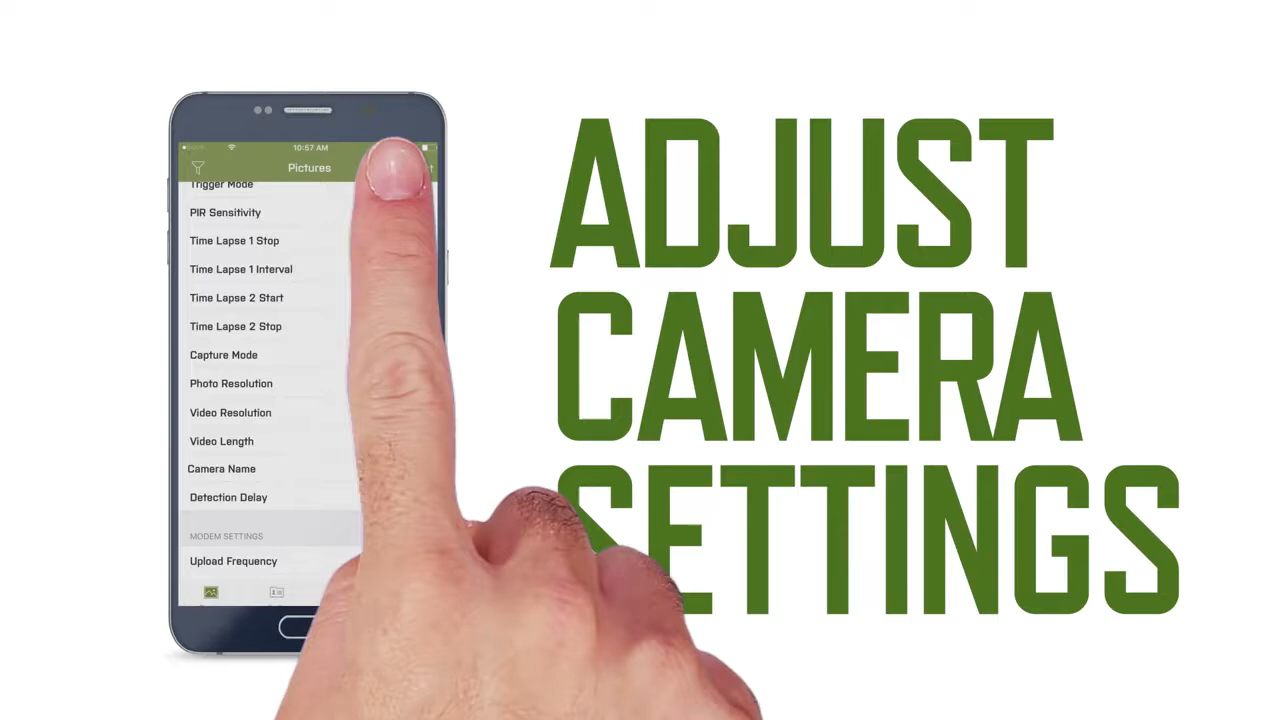 10:57 AM
Pictures
Trigger Mode
PIR Sensitivity
Time Lapse 1 Stop
Time Lapse 1 Interval
Time Lapse 2 Start
Time Lapse 2 Stop
Capture Mode
Photo Resolution
Video Resolution
Video Length
Camera Name
Detection Delay
MODEM SETTINGS
Upload Frequency
ADJUST
CAMERA
SETTINGS